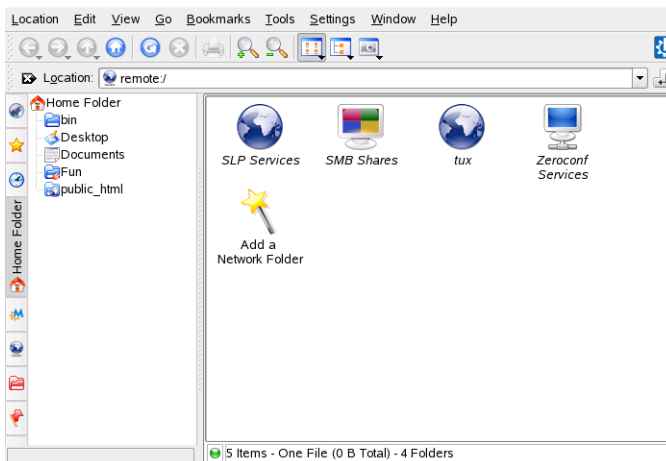 Location Edit View Go Bookmarks Tools Settings Window Help
Location: remote:/
Home Folder
Home Folder
bin
Desktop
Documents
Fun
public_html
SLP Services
SMB Shares
tux
Zeroconf
Services
Add a
Network Folder
5 Items - One File (0 B Total) - 4 Folders